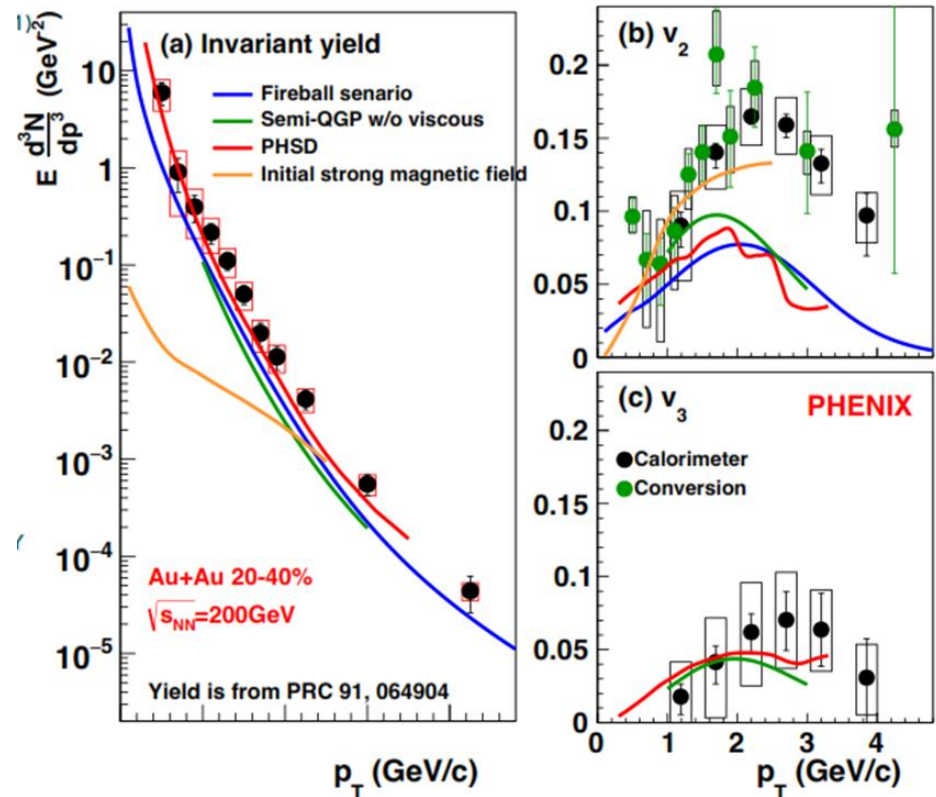 (a) Invariant yield
E d³N/dp³ (GeV⁻²)
10
1
10⁻¹
10⁻²
10⁻³
10⁻⁴
10⁻⁵
Fireball senario
Semi-QGP w/o viscous
PHSD
Initial strong magnetic field
Au+Au 20-40%
√sNN=200GeV
Yield is from PRC 91, 064904
pT (GeV/c)
(b) v₂
0.2
0.15
0.1
0.05
0
(c) v₃
PHENIX
0.2
Calorimeter
Conversion
0.1
0.05
0
0 1 2 3 4
pT (GeV/c)